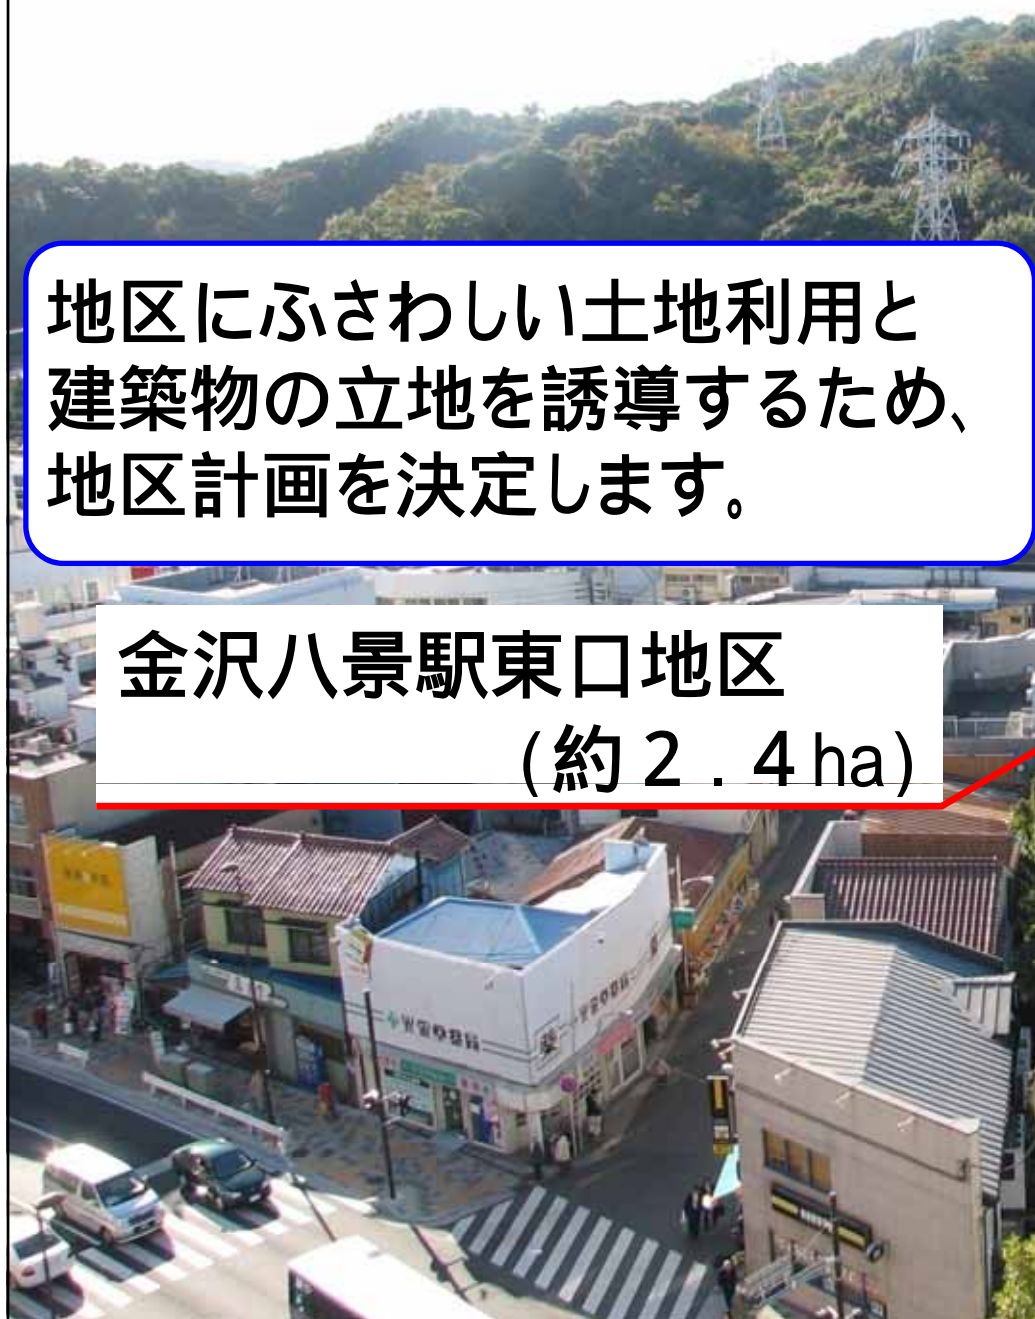 地区にふさわしい土地利用と
建築物の立地を誘導するため、
地区計画を決定します。
金沢八景駅東口地区
(約２．４ha)
薬